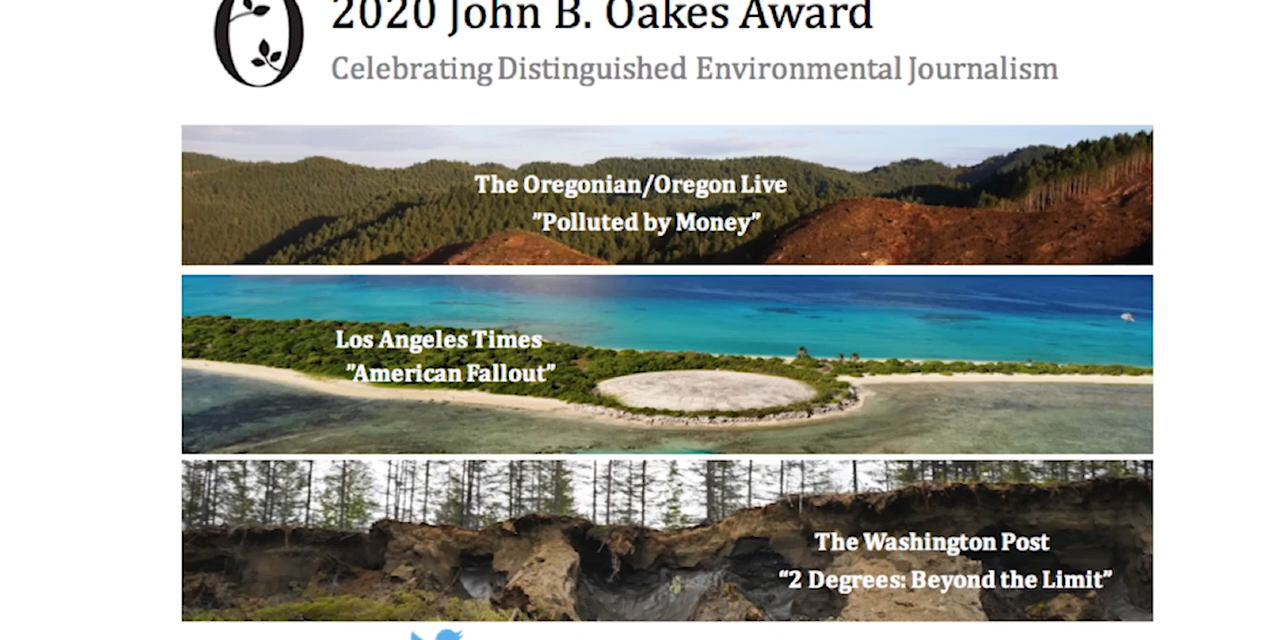 2020 John B. Oakes Award
Celebrating Distinguished Environmental Journalism
The Oregonian/Oregon Live
”Polluted by Money”
Los Angeles Times
”American Fallout”
The Washington Post
“2 Degrees: Beyond the Limit”